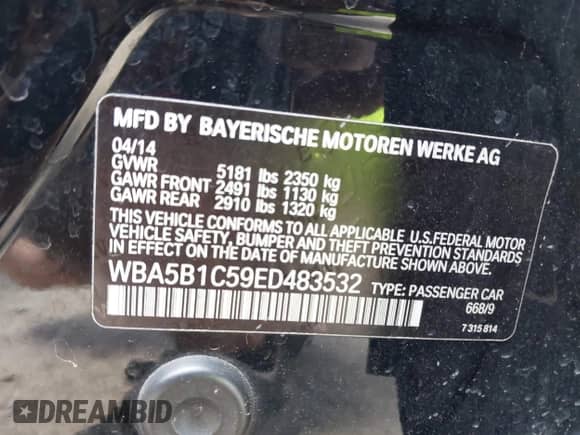 MFD BY BAYERISCHE MOTOREN WERKE AG
04/14
GVWR 5181 lbs 2350 kg
GAWR FRONT 2491 lbs 1130 kg
GAWR REAR 2910 lbs 1320 kg
THIS VEHICLE CONFORMS TO ALL APPLICABLE U.S.FEDERAL MOTOR
VEHICLE SAFETY, BUMPER AND THEFT PREVENTION STANDARDS
IN EFFECT ON THE DATE OF MANUFACTURE SHOWN ABOVE.
WBA5B1C59ED483532 TYPE: PASSENGER CAR
668/9
7 315 814
DREAMBID